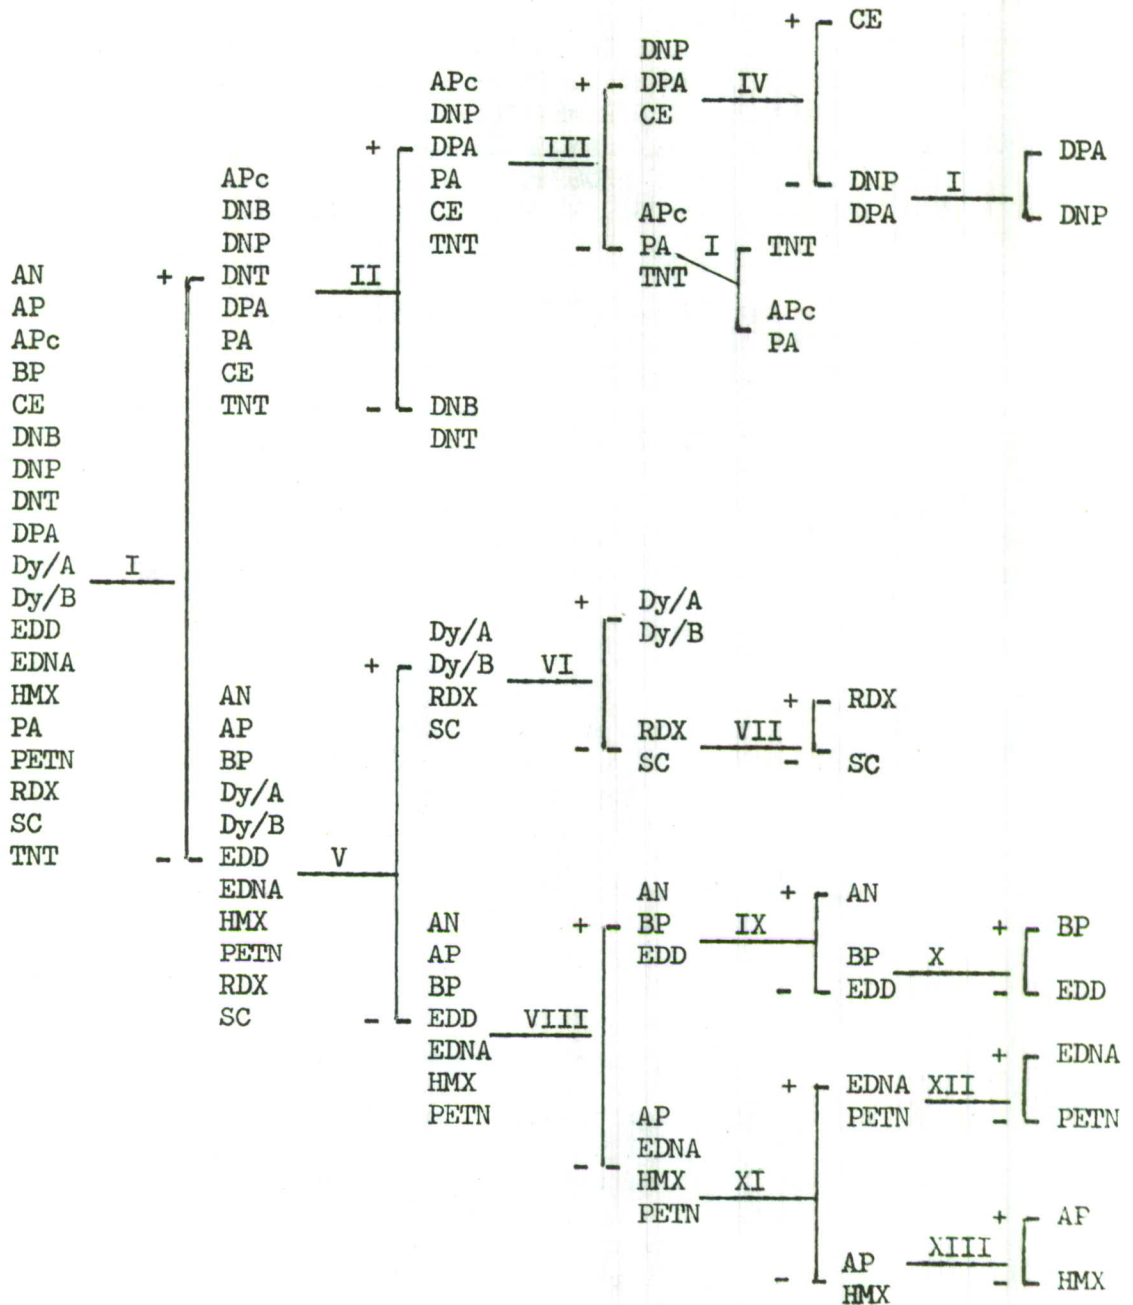 AN
AP
APc
BP
CE
DNB
DNP
DNT
DPA
Dy/A
Dy/B
EDD
EDNA
HMX
PA
PETN
RDX
SC
TNT
I
+
-
APc
DNB
DNP
DNT
DPA
PA
CE
TNT
II
+
-
APc
DNP
DPA
PA
CE
TNT
III
DNB
DNT
+
-
DNP
DPA
CE
IV
APc
PA
TNT
I
TNT
APc
PA
+
-
CE
DNP
DPA
I
DPA
DNP
AN
AP
BP
Dy/A
Dy/B
EDD
EDNA
HMX
PETN
RDX
SC
V
+
-
Dy/A
Dy/B
RDX
SC
VI
+
-
Dy/A
Dy/B
RDX
SC
VII
+
-
RDX
SC
AN
AP
BP
EDD
EDNA
HMX
PETN
VIII
+
-
AN
BP
EDD
IX
+
-
AN
BP
EDD
X
+
-
BP
EDD
AP
EDNA
HMX
PETN
XI
+
-
EDNA
PETN
XII
+
-
EDNA
PETN
AP
HMX
XIII
+
-
AP
HMX